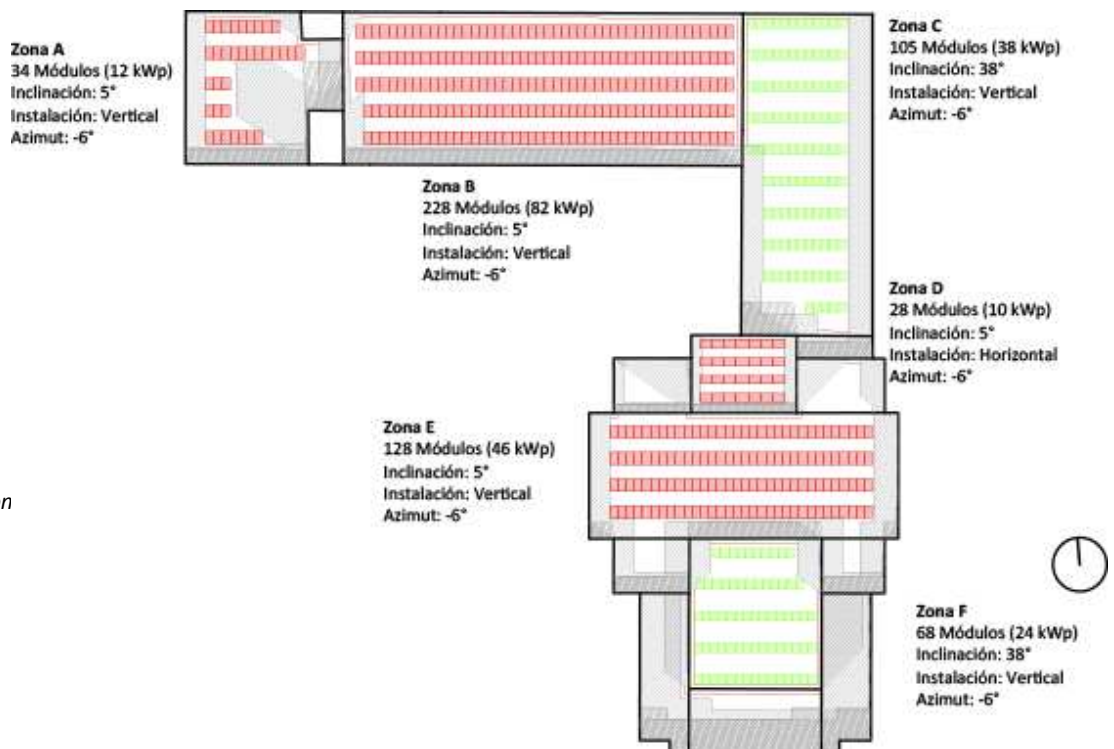 Zona A
34 Módulos (12 kWp)
Inclinación: 5°
Instalación: Vertical
Azimut: -6°
Zona B
228 Módulos (82 kWp)
Inclinación: 5°
Instalación: Vertical
Azimut: -6°
Zona C
105 Módulos (38 kWp)
Inclinación: 38°
Instalación: Vertical
Azimut: -6°
Zona D
28 Módulos (10 kWp)
Inclinación: 5°
Instalación: Horizontal
Azimut: -6°
Zona E
128 Módulos (46 kWp)
Inclinación: 5°
Instalación: Vertical
Azimut: -6°
Zona F
68 Módulos (24 kWp)
Inclinación: 38°
Instalación: Vertical
Azimut: -6°